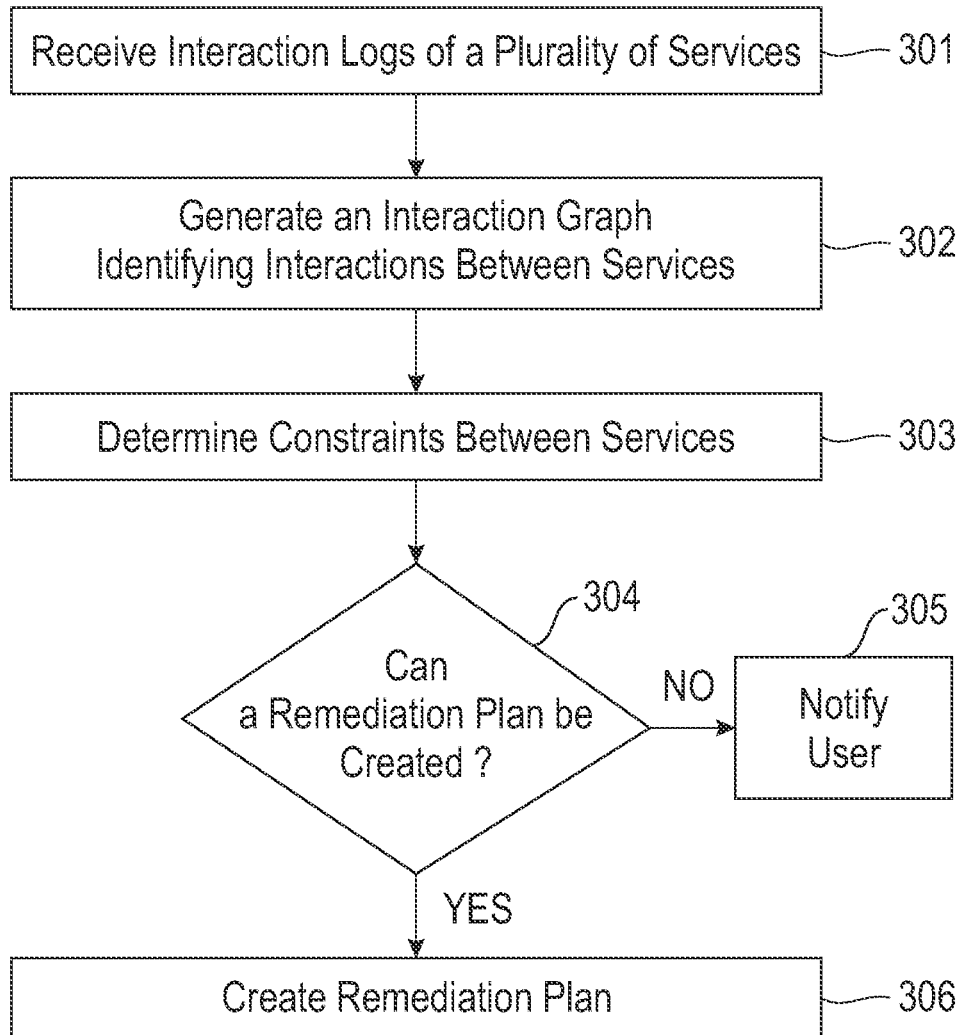 Receive Interaction Logs of a Plurality of Services
301
Generate an Interaction Graph
Identifying Interactions Between Services
302
Determine Constraints Between Services
303
304
Can
a Remediation Plan be
Created ?
NO
305
Notify
User
YES
Create Remediation Plan
306